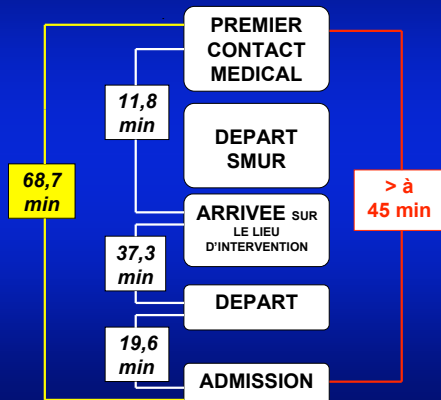 PREMIER
CONTACT
MEDICAL
11,8
min
DEPART
SMUR
68,7
min
> à
45 min
ARRIVEE SUR
LE LIEU
D'INTERVENTION
37,3
min
DEPART
19,6
min
ADMISSION